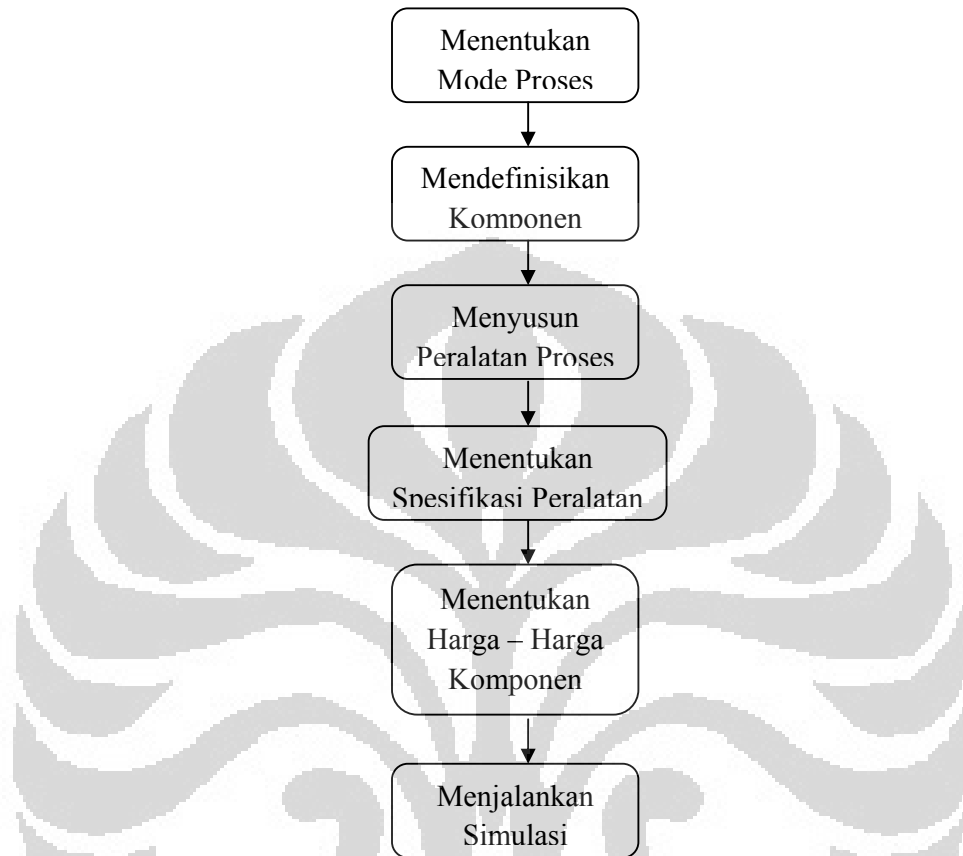 Menentukan
Mode Proses
Mendefinisikan
Komponen
Menyusun
Peralatan Proses
Menentukan
Spesifikasi Peralatan
Menentukan
Harga – Harga
Komponen
Menjalankan
Simulasi